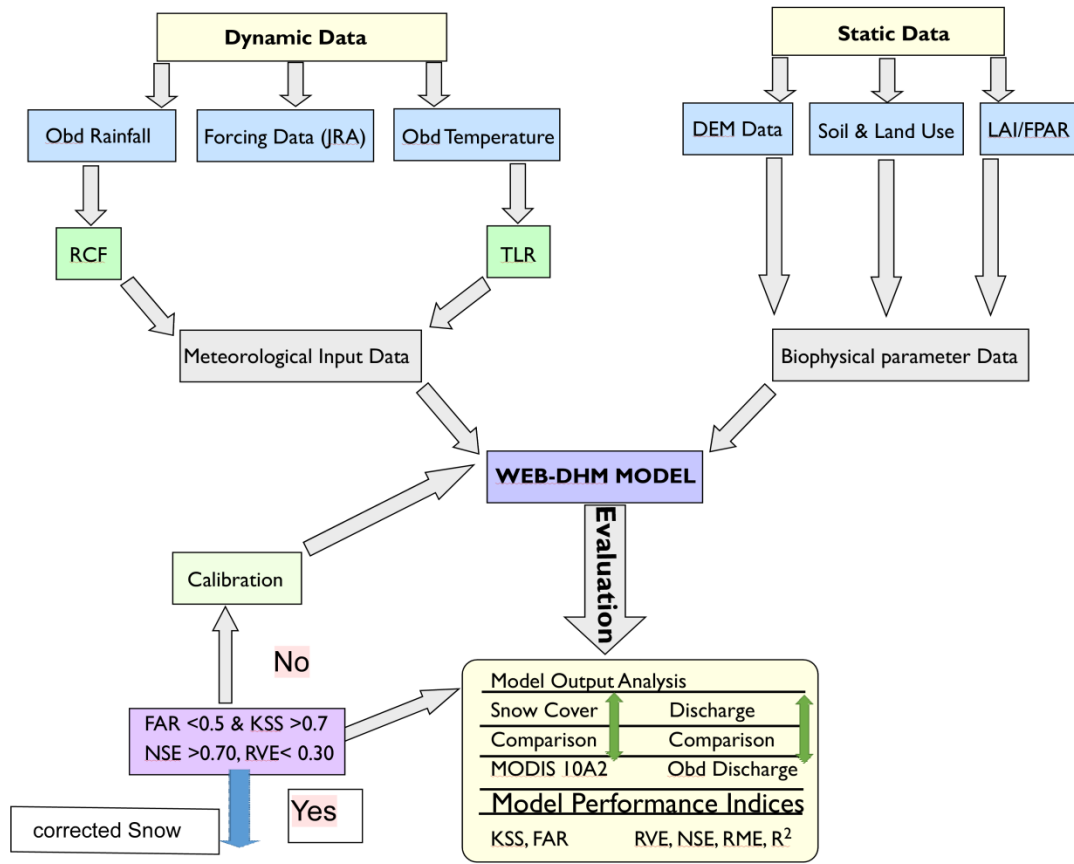 Dynamic Data
Static Data
Obd Rainfall
Forcing Data (JRA)
Obd Temperature
DEM Data
Soil & Land Use
LAI/FPAR
RCF
TLR
Meteorological Input Data
Biophysical parameter Data
WEB-DHM MODEL
Evaluation
Calibration
No
FAR <0.5 & KSS >0.7
NSE >0.70, RVE< 0.30
Yes
corrected Snow
Model Output Analysis
Snow Cover Discharge
Comparison Comparison
MODIS 10A2 Obd Discharge
Model Performance Indices
KSS, FAR RVE, NSE, RME, R²